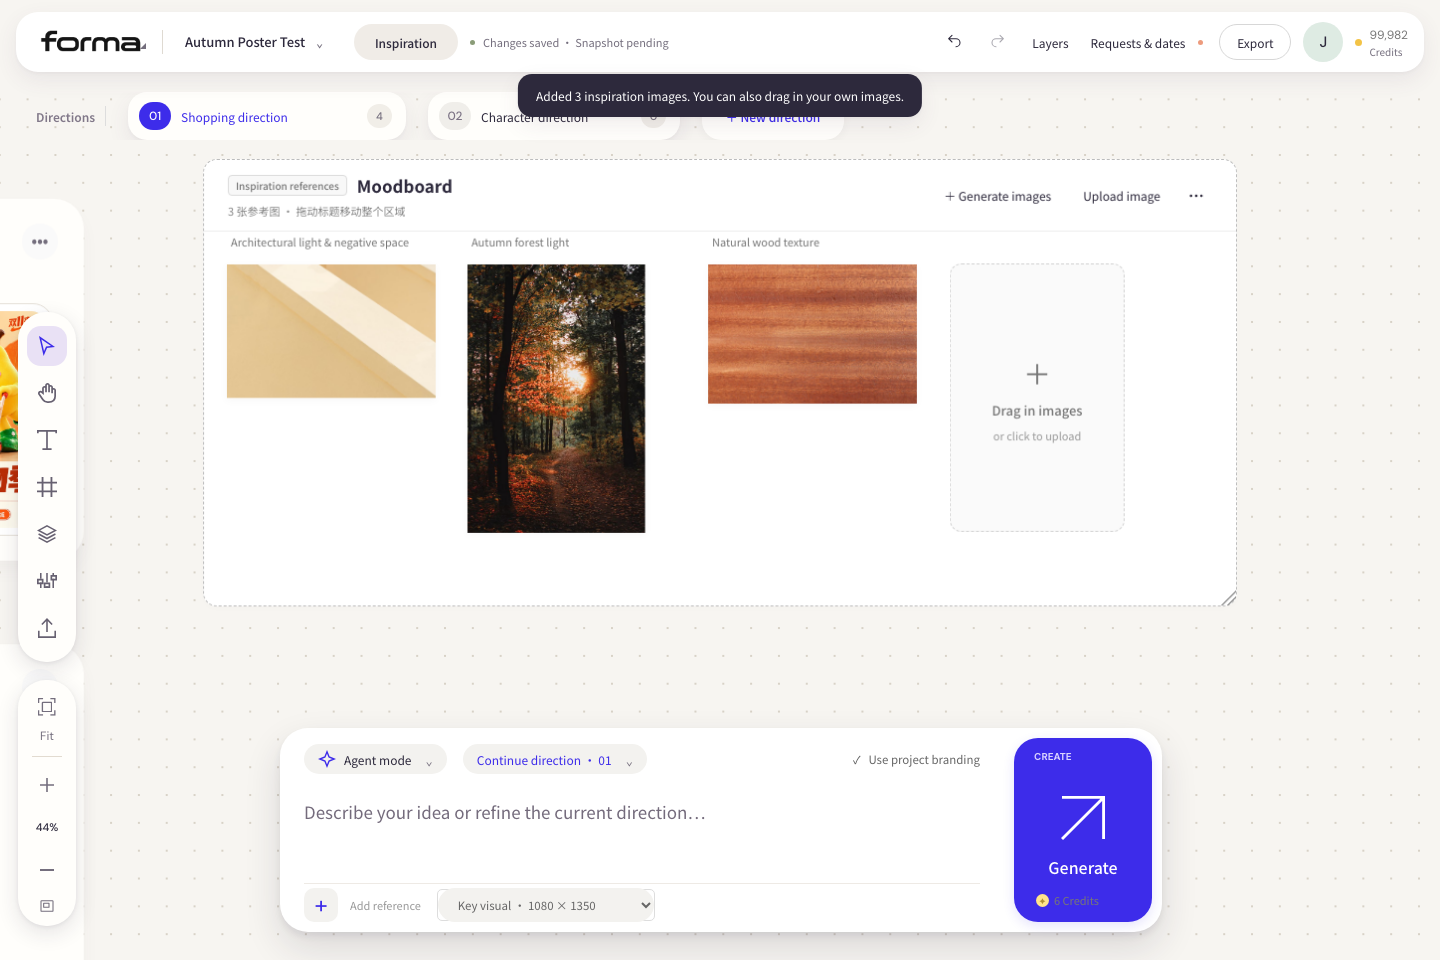 forma
Autumn Poster Test
Inspiration
Changes saved • Snapshot pending
Layers
Requests & dates
Export
J
99,982
Credits
Added 3 inspiration images. You can also drag in your own images.
Directions
01
Shopping direction
4
02
Character direction
+ New direction
Inspiration references
Moodboard
3 张参考图 • 拖动标题移动整个区域
+ Generate images
Upload image
Architectural light & negative space
Autumn forest light
Natural wood texture
Drag in images
or click to upload
Fit
44%
Agent mode
Continue direction • 01
✓ Use project branding
Describe your idea or refine the current direction…
Add reference
Key visual • 1080 × 1350
CREATE
Generate
6 Credits